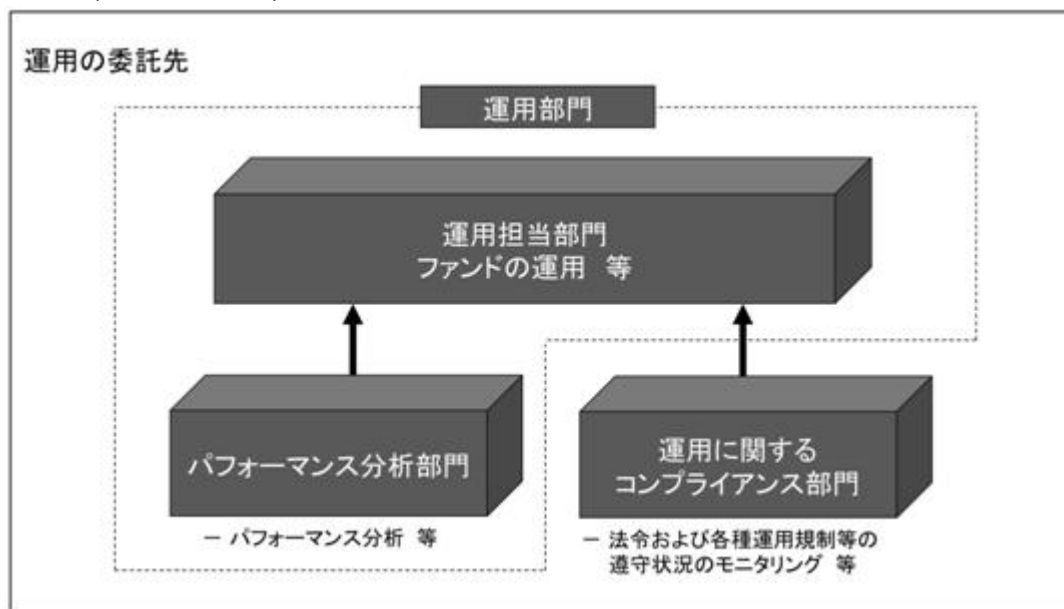 運用の委託先
運用部門
運用担当部門
ファンドの運用 等
パフォーマンス分析部門
－ パフォーマンス分析 等
運用に関する
コンプライアンス部門
－ 法令および各種運用規制等の
遵守状況のモニタリング 等